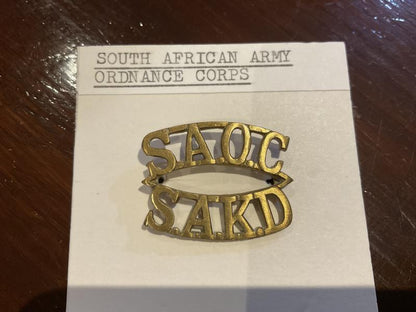 SOUTH AFRICAN ARMY
ORDNANCE CORPS
S.A.O.C
S.A.K.D